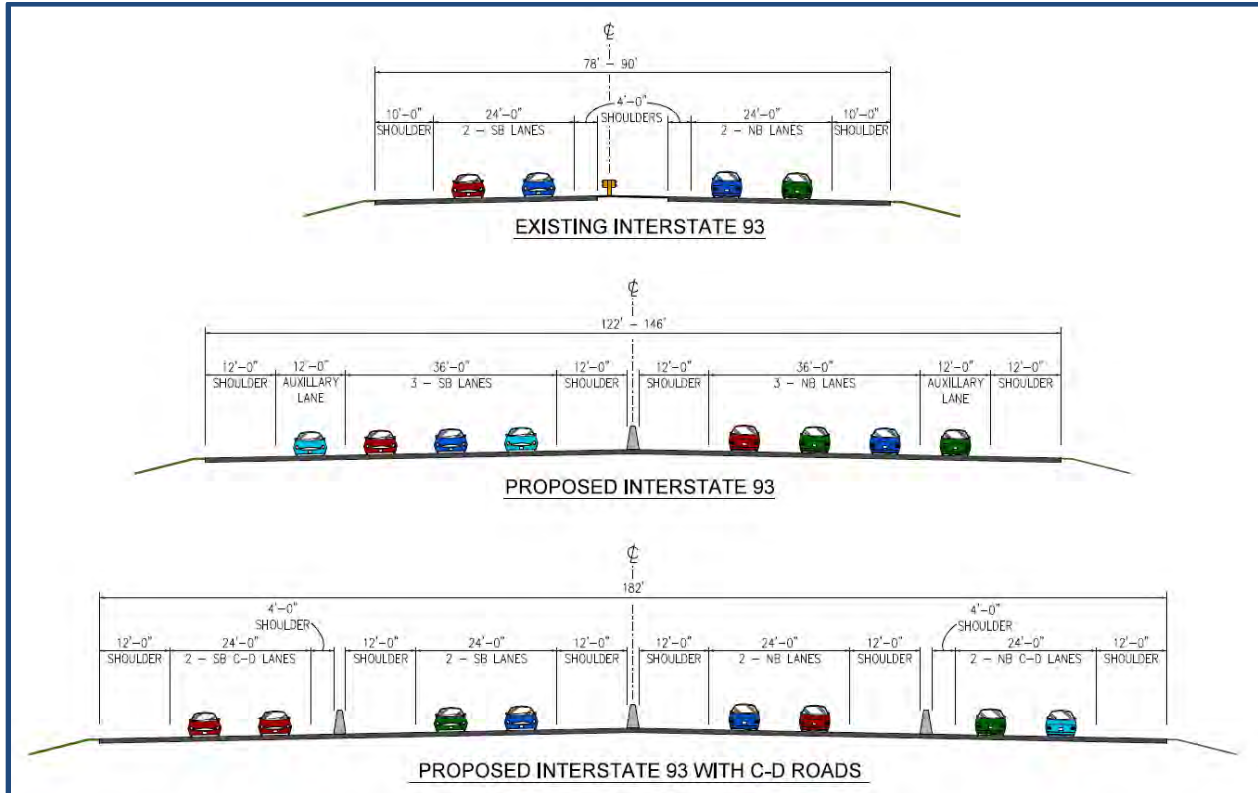 ℄
78' - 90'
4'-0"
10'-0" 24'-0" SHOULDERS 24'-0" 10'-0"
SHOULDER 2 - SB LANES 2 - NB LANES SHOULDER
EXISTING INTERSTATE 93
℄
122' - 146'
12'-0" 12'-0" 36'-0" 12'-0" 12'-0" 36'-0" 12'-0" 12'-0"
SHOULDER AUXILLARY 3 - SB LANES SHOULDER SHOULDER 3 - NB LANES AUXILLARY SHOULDER
LANE LANE
PROPOSED INTERSTATE 93
℄
182'
4'-0" 4'-0"
SHOULDER SHOULDER
12'-0" 24'-0" 12'-0" 24'-0" 12'-0" 12'-0" 24'-0" 12'-0" 24'-0" 12'-0"
SHOULDER 2 - SB C-D LANES SHOULDER 2 - SB LANES SHOULDER SHOULDER 2 - NB LANES SHOULDER 2 - NB C-D LANES SHOULDER
PROPOSED INTERSTATE 93 WITH C-D ROADS